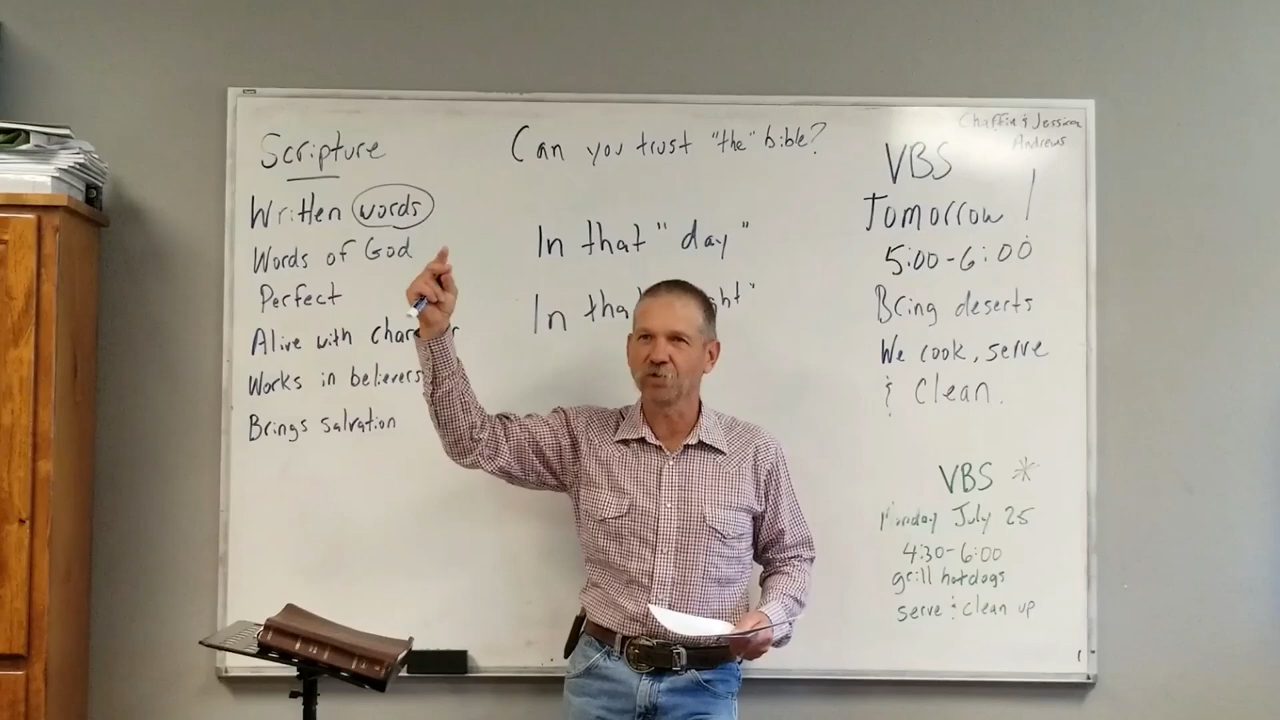 Scripture
Written words
Words of God
Perfect
Alive with
Works in believers
Brings salvation
Can you trust "the" bible?
In that "day"
In
Jessica
Andrews
VBS
Tomorrow!
5:00-6:00
Bring deserts
We cook, serve
& Clean.
VBS *
Monday July 25
4:30-6:00
grill hotdogs
serve & clean up